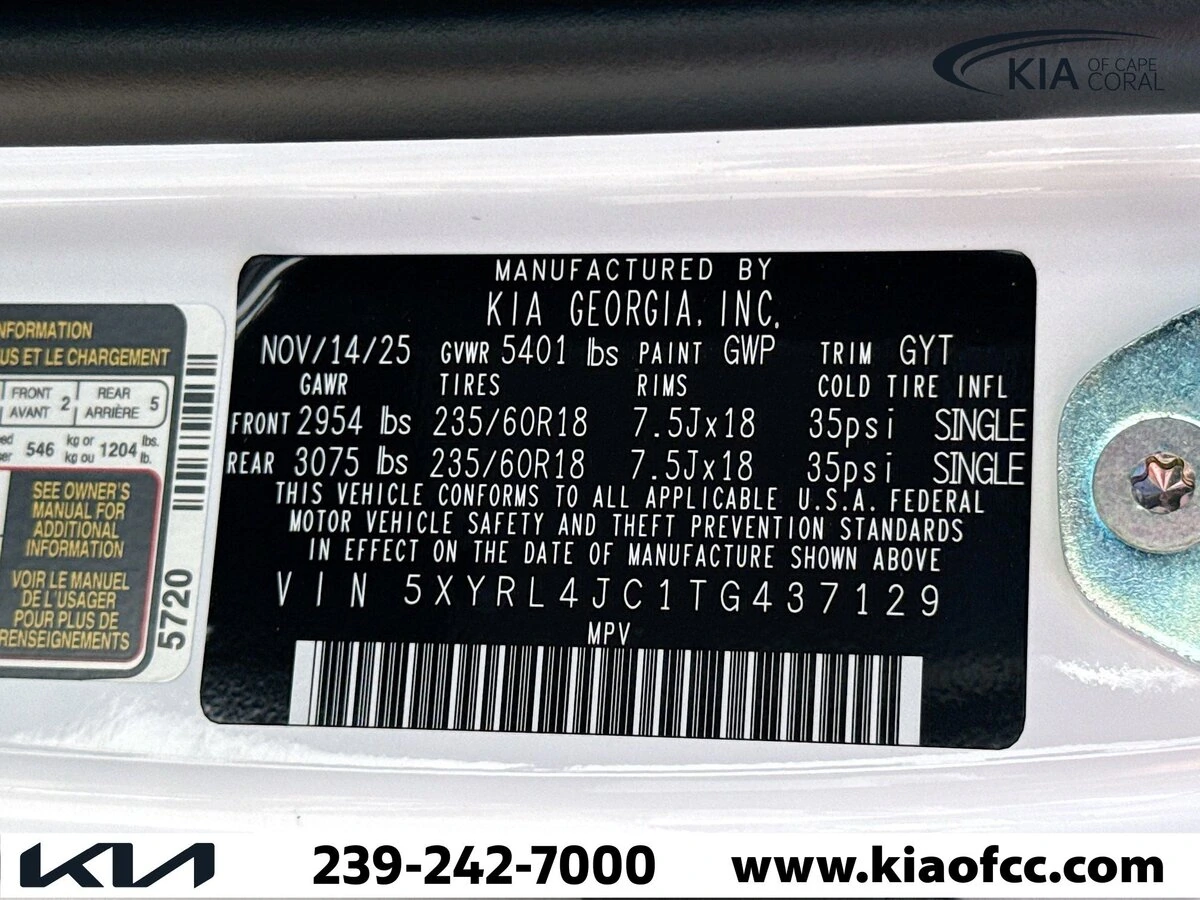 KIA OF CAPE CORAL
MANUFACTURED BY
KIA GEORGIA, INC.
NOV/14/25 GVWR 5401 lbs PAINT GWP TRIM GYT
GAWR TIRES RIMS COLD TIRE INFL
FRONT 2954 lbs 235/60R18 7.5Jx18 35psi SINGLE
REAR 3075 lbs 235/60R18 7.5Jx18 35psi SINGLE
THIS VEHICLE CONFORMS TO ALL APPLICABLE U.S.A. FEDERAL
MOTOR VEHICLE SAFETY AND THEFT PREVENTION STANDARDS
IN EFFECT ON THE DATE OF MANUFACTURE SHOWN ABOVE
VIN 5XYRL4JC1TG437129
MPV
US ET LE CHARGEMENT
FRONT AVANT 2 REAR ARRIÈRE 5
546 kg or kg ou 1204 lbs. lb.
SEE OWNER'S
MANUAL FOR
ADDITIONAL
INFORMATION
VOIR LE MANUEL
DE L'USAGER
POUR PLUS DE
RENSEIGNEMENTS
5720
KIA 239-242-7000 www.kiaofcc.com